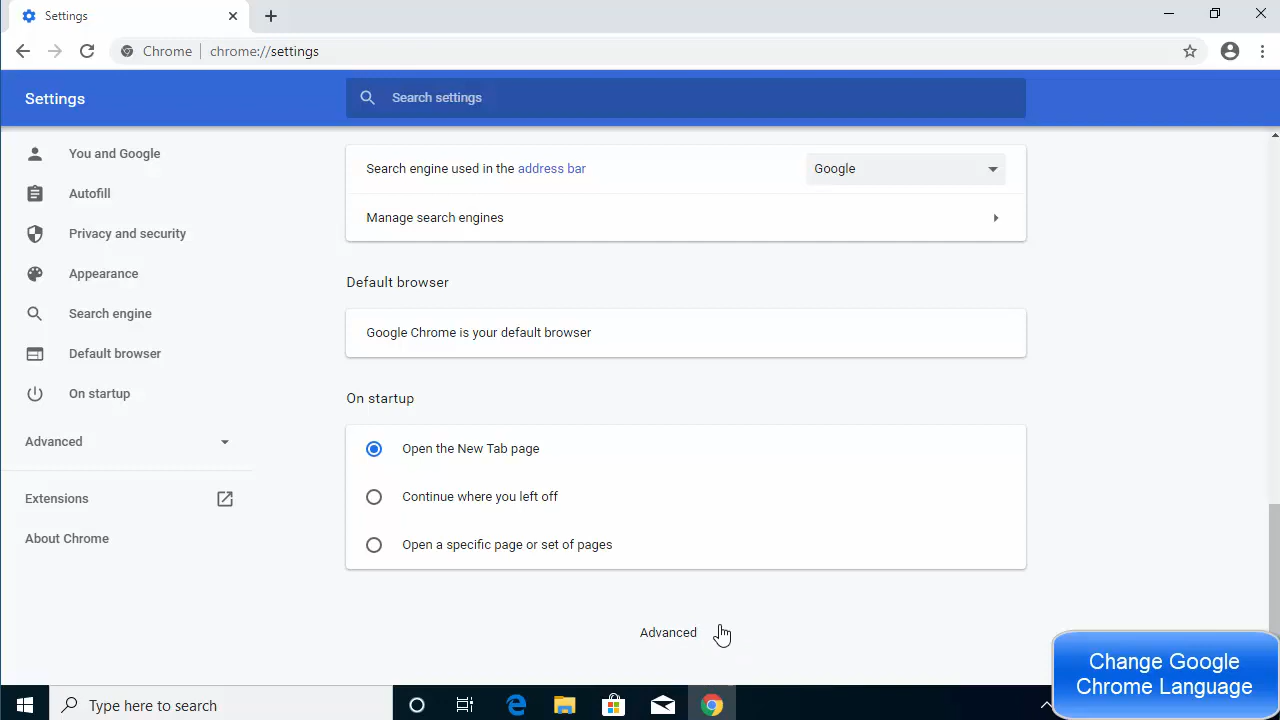 Settings
Chrome
chrome://settings
Settings
Search settings
You and Google
Autofill
Privacy and security
Appearance
Search engine
Default browser
On startup
Advanced
Extensions
About Chrome
Search engine used in the address bar
Google
Manage search engines
Default browser
Google Chrome is your default browser
On startup
Open the New Tab page
Continue where you left off
Open a specific page or set of pages
Advanced
Change Google
Chrome Language
Type here to search